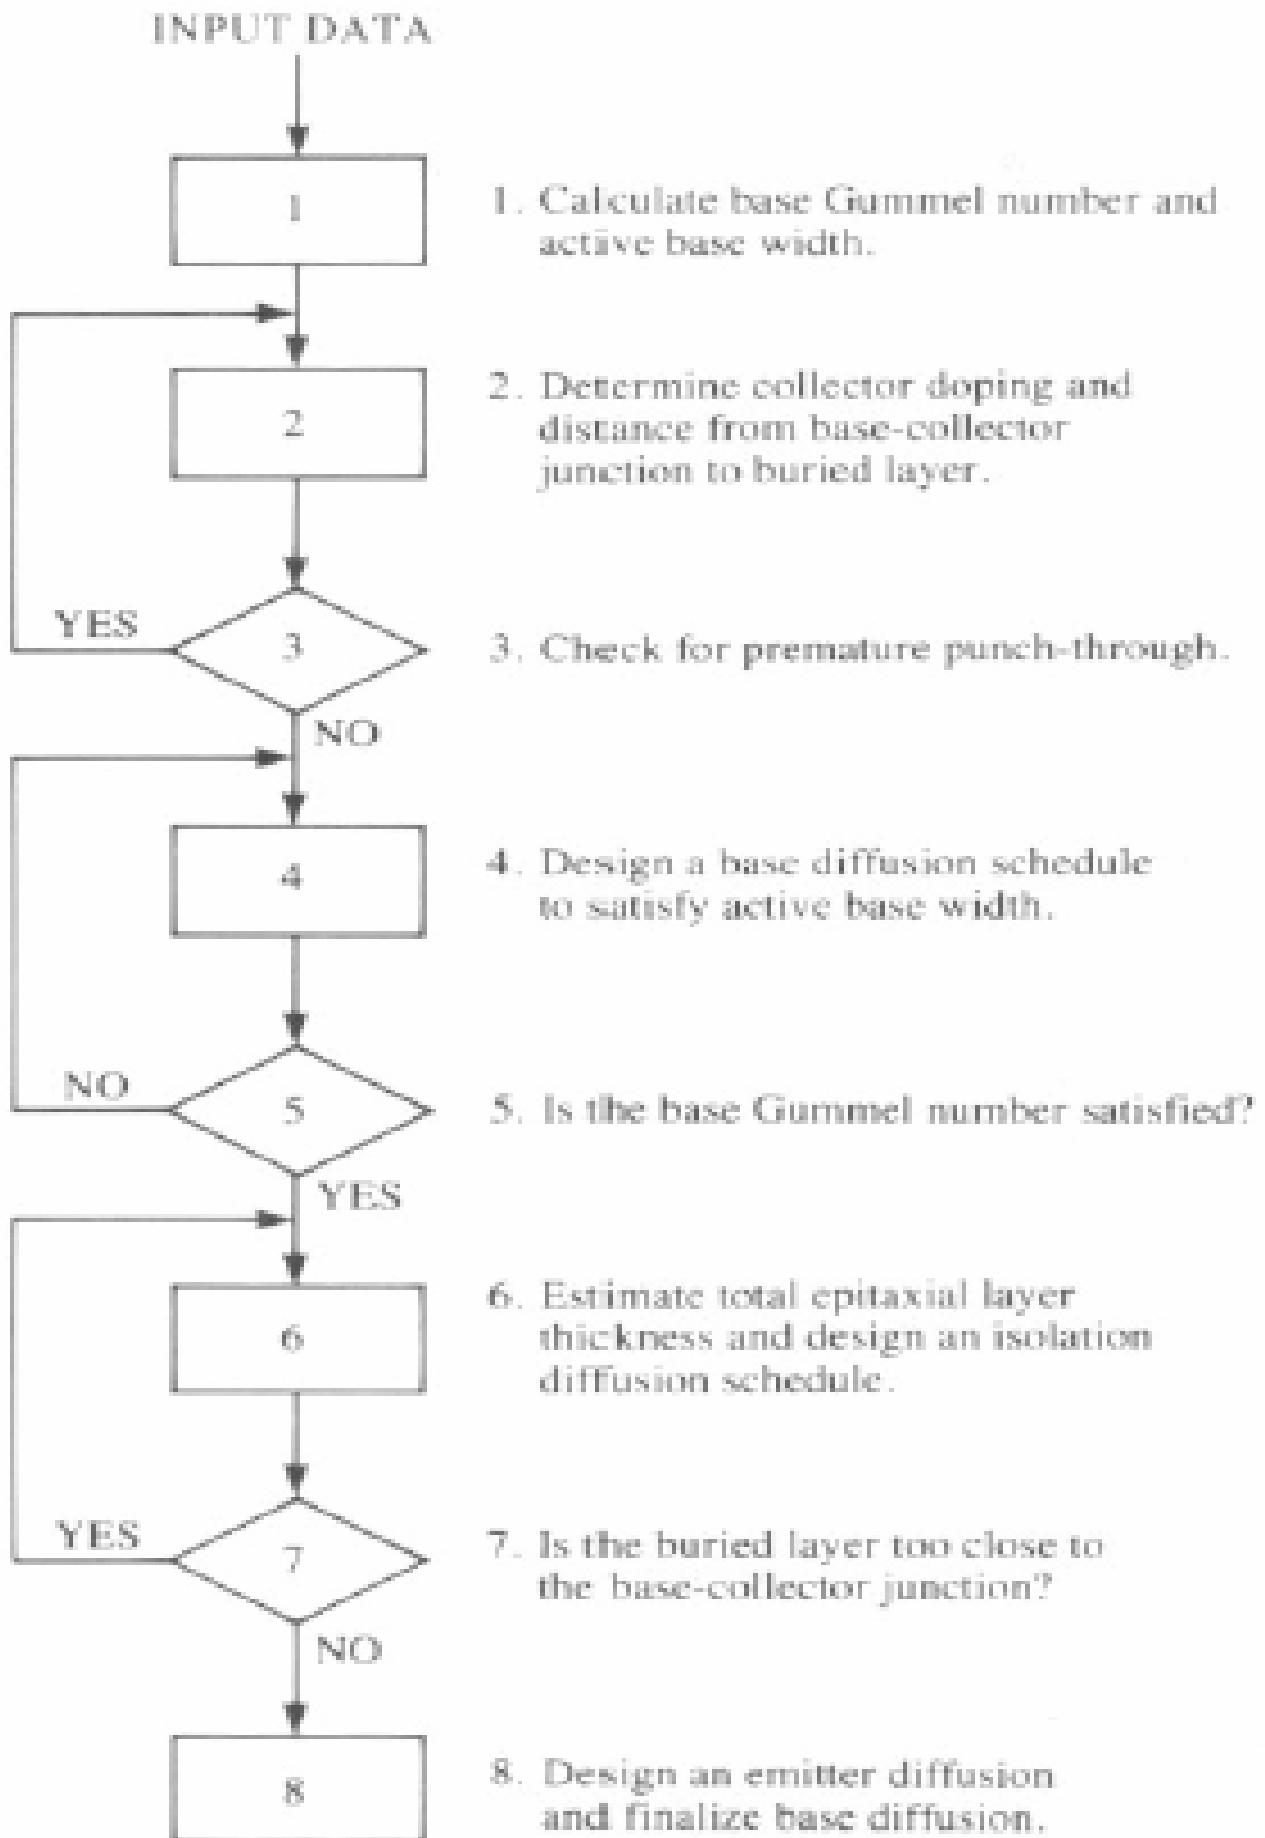 INPUT DATA
1
1. Calculate base Gummel number and
active base width.
2
2. Determine collector doping and
distance from base-collector
junction to buried layer.
YES
3
3. Check for premature punch-through.
NO
4
4. Design a base diffusion schedule
to satisfy active base width.
NO
5
5. Is the base Gummel number satisfied?
YES
6
6. Estimate total epitaxial layer
thickness and design an isolation
diffusion schedule.
YES
7
7. Is the buried layer too close to
the base-collector junction?
NO
8
8. Design an emitter diffusion
and finalize base diffusion.